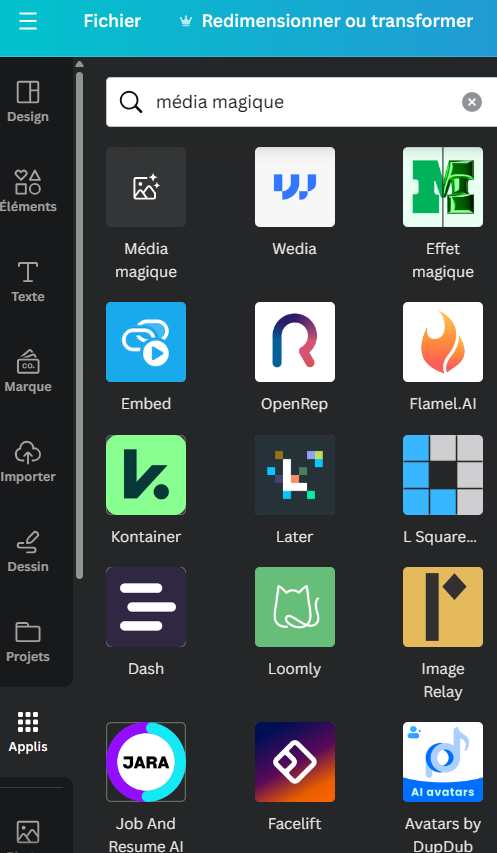 Fichier
Redimensionner ou transformer
Design
Éléments
Texte
CO.
Marque
Importer
Dessin
Projets
Applis
média magique
Média
magique
Wedia
M
Effet
magique
Embed
OpenRep
Flamel.AI
k.
Kontainer
L
Later
L Square...
Dash
Loomly
Image
Relay
JARA
Job And
Resume AI
Facelift
AI avatars
Avatars by
DupDub